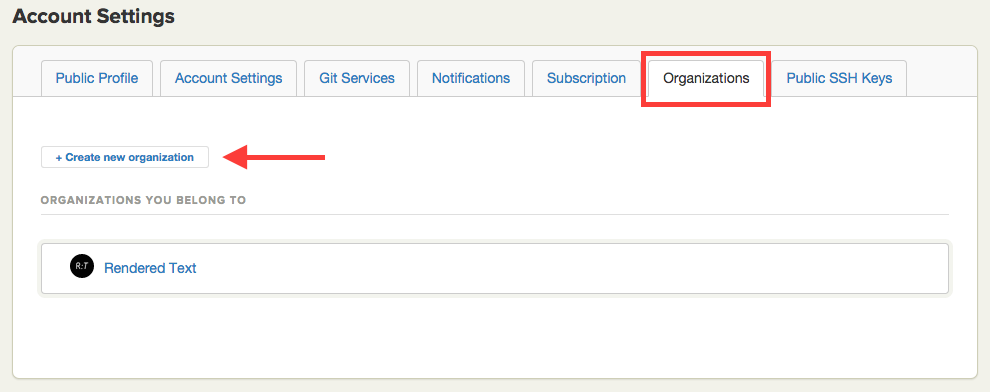 Account Settings
Public Profile Account Settings Git Services Notifications Subscription Organizations Public SSH Keys
+ Create new organization
ORGANIZATIONS YOU BELONG TO
R:T Rendered Text